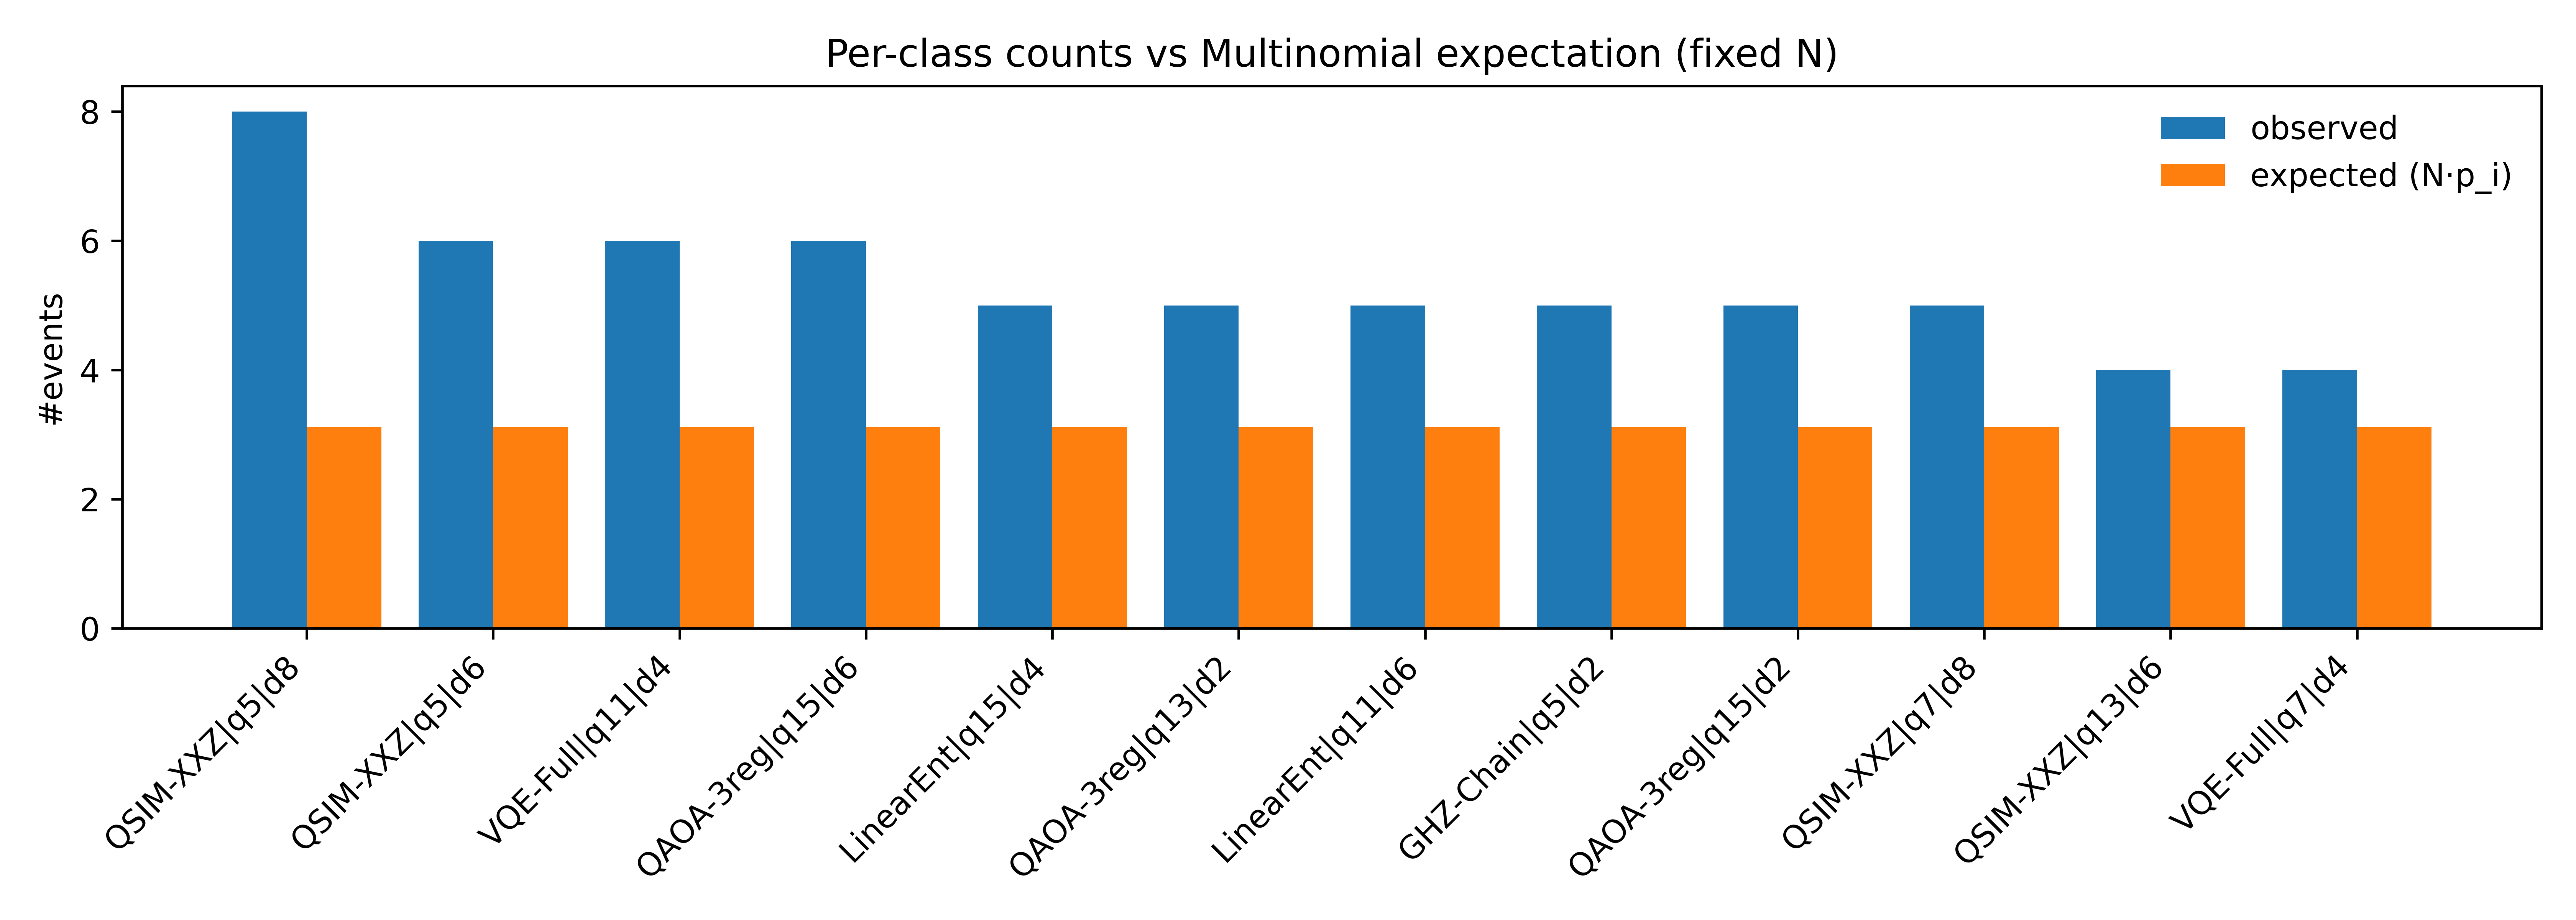 Per-class counts vs Multinomial expectation (fixed N)
observed
expected (N·p_i)
#events
8
6
4
2
0
QSIM-XXZ|q5|d8
QSIM-XXZ|q5|d6
VQE-Full|q11|d4
QAOA-3reg|q15|d6
LinearEnt|q15|d4
QAOA-3reg|q13|d2
LinearEnt|q11|d6
GHZ-Chain|q5|d2
QAOA-3reg|q15|d2
QSIM-XXZ|q7|d8
QSIM-XXZ|q13|d6
VQE-Full|q7|d4